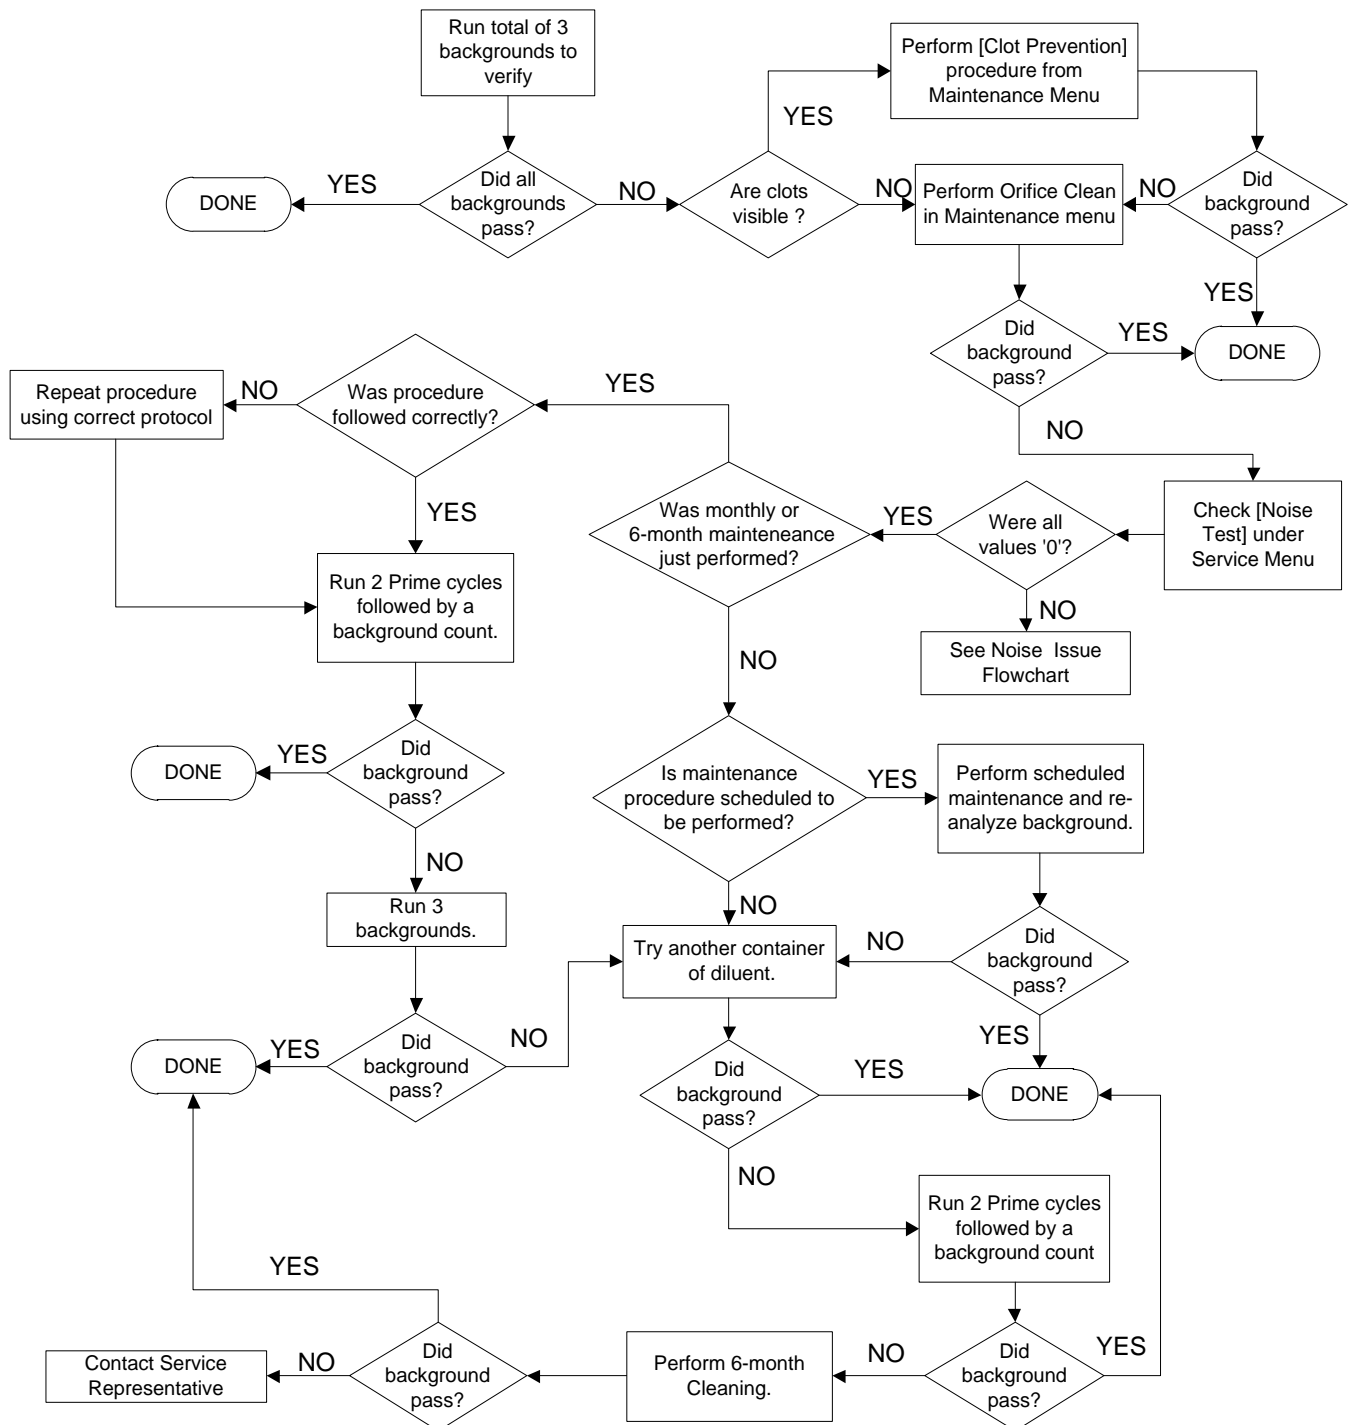 Run total of 3
backgrounds to
verify
Perform [Clot Prevention]
procedure from
Maintenance Menu
YES
DONE
YES
Did all
backgrounds
pass?
NO
Are clots
visible ?
NO
Perform Orifice Clean
in Maintenance menu
NO
Did
background
pass?
YES
Did
background
pass?
YES
DONE
NO
Repeat procedure
using correct protocol
NO
Was procedure
followed correctly?
YES
YES
Was monthly or
6-month mainteneance
just performed?
YES
Were all
values '0'?
Check [Noise
Test] under
Service Menu
NO
See Noise  Issue
Flowchart
Run 2 Prime cycles
followed by a
background count.
NO
DONE
YES
Did
background
pass?
Is maintenance
procedure scheduled to
be performed?
YES
Perform scheduled
maintenance and re-
analyze background.
NO
Run 3
backgrounds.
NO
Try another container
of diluent.
NO
Did
background
pass?
YES
DONE
YES
Did
background
pass?
NO
Did
background
pass?
YES
DONE
NO
Run 2 Prime cycles
followed by a
background count
YES
Contact Service
Representative
NO
Did
background
pass?
Perform 6-month
Cleaning.
NO
Did
background
pass?
YES